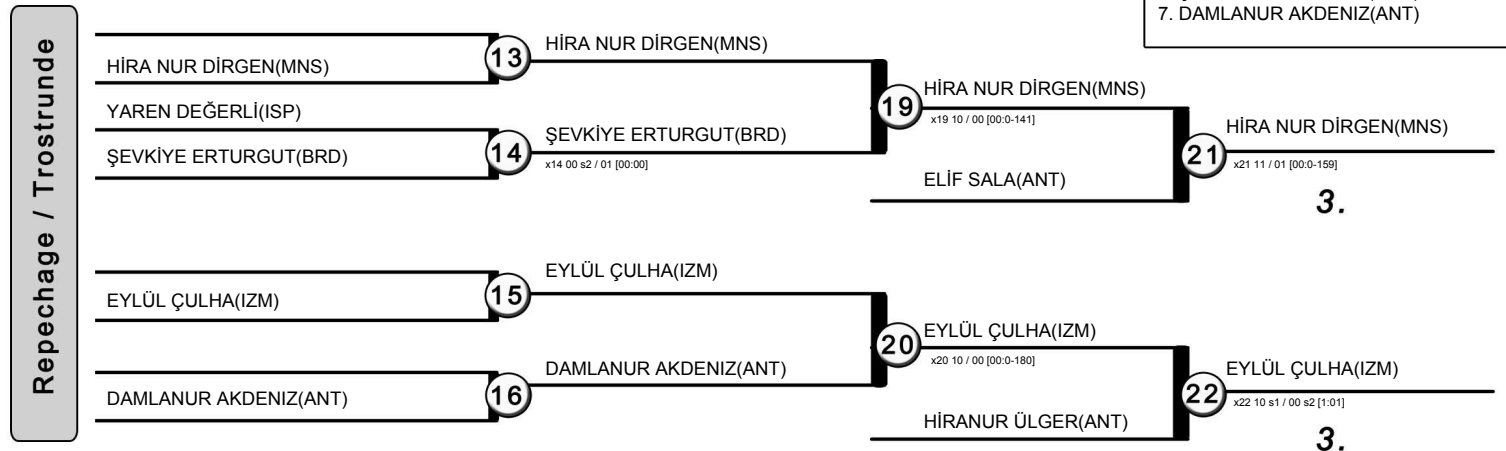 7. DAMLANUR AKDENIZ(ANT)
Repechage / Trostrunde
HİRA NUR DİRGEN(MNS)
13
HİRA NUR DİRGEN(MNS)
YAREN DEĞERLİ(ISP)
ŞEVKİYE ERTURGUT(BRD)
14
ŞEVKİYE ERTURGUT(BRD)
x14 00 s2 / 01 [00:00]
19
HİRA NUR DİRGEN(MNS)
x19 10 / 00 [00:0-141]
ELİF SALA(ANT)
21
HİRA NUR DİRGEN(MNS)
x21 11 / 01 [00:0-159]
3.
EYLÜL ÇULHA(IZM)
15
EYLÜL ÇULHA(IZM)
DAMLANUR AKDENIZ(ANT)
16
DAMLANUR AKDENIZ(ANT)
20
EYLÜL ÇULHA(IZM)
x20 10 / 00 [00:0-180]
HİRANUR ÜLGER(ANT)
22
EYLÜL ÇULHA(IZM)
x22 10 s1 / 00 s2 [1:01]
3.